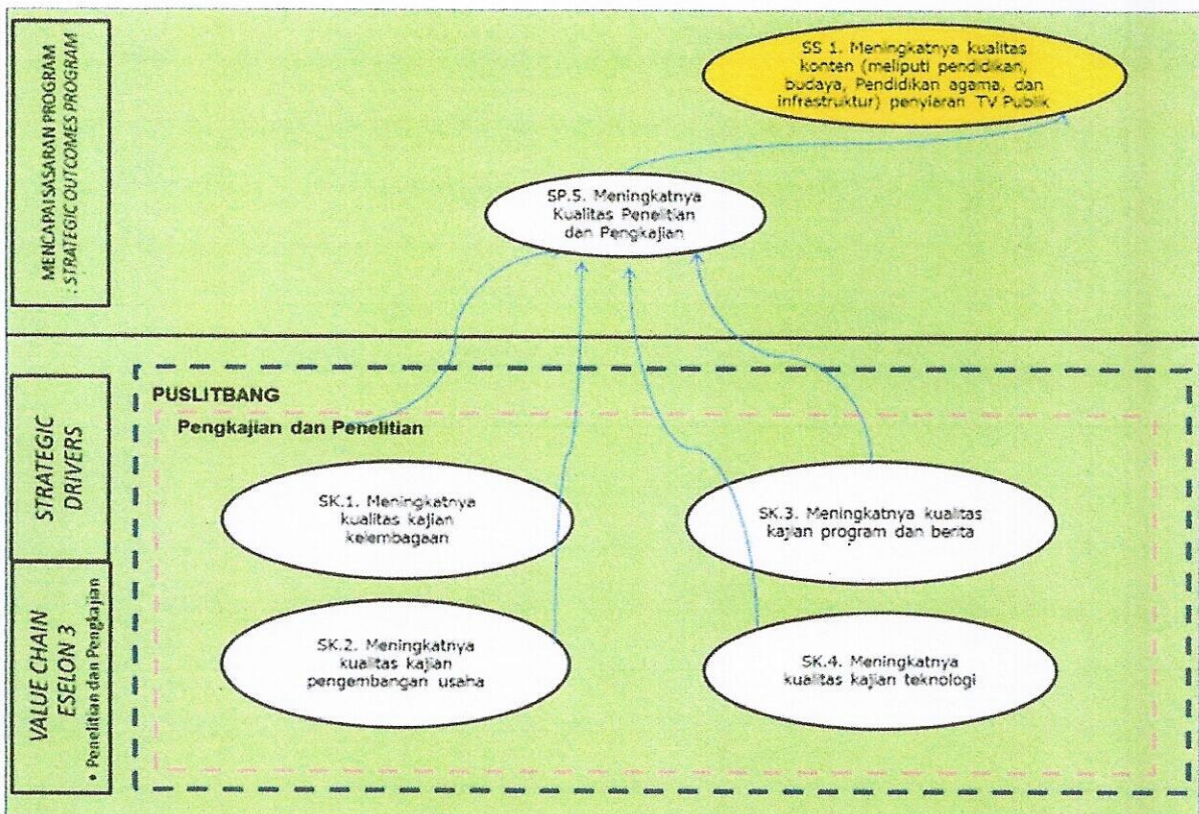 MENCAPAI SASARAN PROGRAM
: STRATEGIC OUTCOMES PROGRAM
SS 1. Meningkatnya kualitas
konten (meliputi pendidikan,
budaya, Pendidikan agama, dan
infrastruktur) penyiaran TV Publik
SP.5. Meningkatnya
Kualitas Penelitian
dan Pengkajian
STRATEGIC
DRIVERS
PUSLITBANG
Pengkajian dan Penelitian
SK.1. Meningkatnya
kualitas kajian
kelembagaan
SK.3. Meningkatnya kualitas
kajian program dan berita
VALUE CHAIN
ESELON 3
• Penelitian dan Pengkajian
SK.2. Meningkatnya
kualitas kajian
pengembangan usaha
SK.4. Meningkatnya
kualitas kajian teknologi